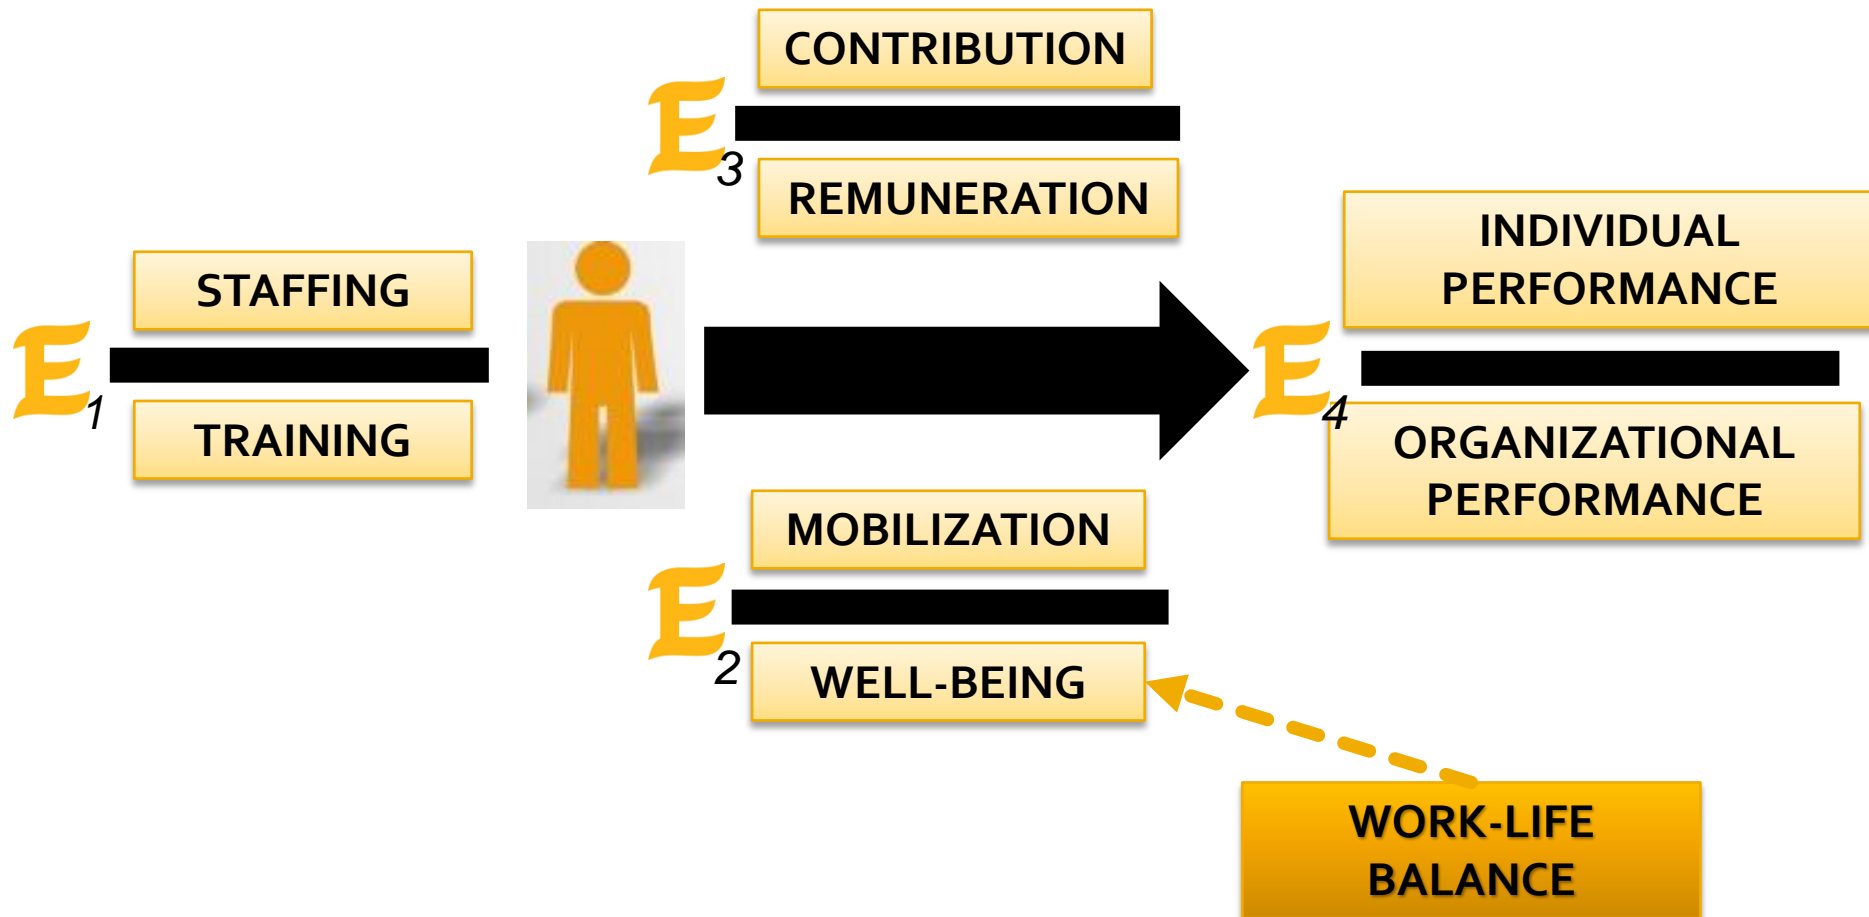 CONTRIBUTION
E3
REMUNERATION
STAFFING
E1
TRAINING
INDIVIDUAL
PERFORMANCE
E4
ORGANIZATIONAL
PERFORMANCE
MOBILIZATION
E2
WELL-BEING
WORK-LIFE
BALANCE